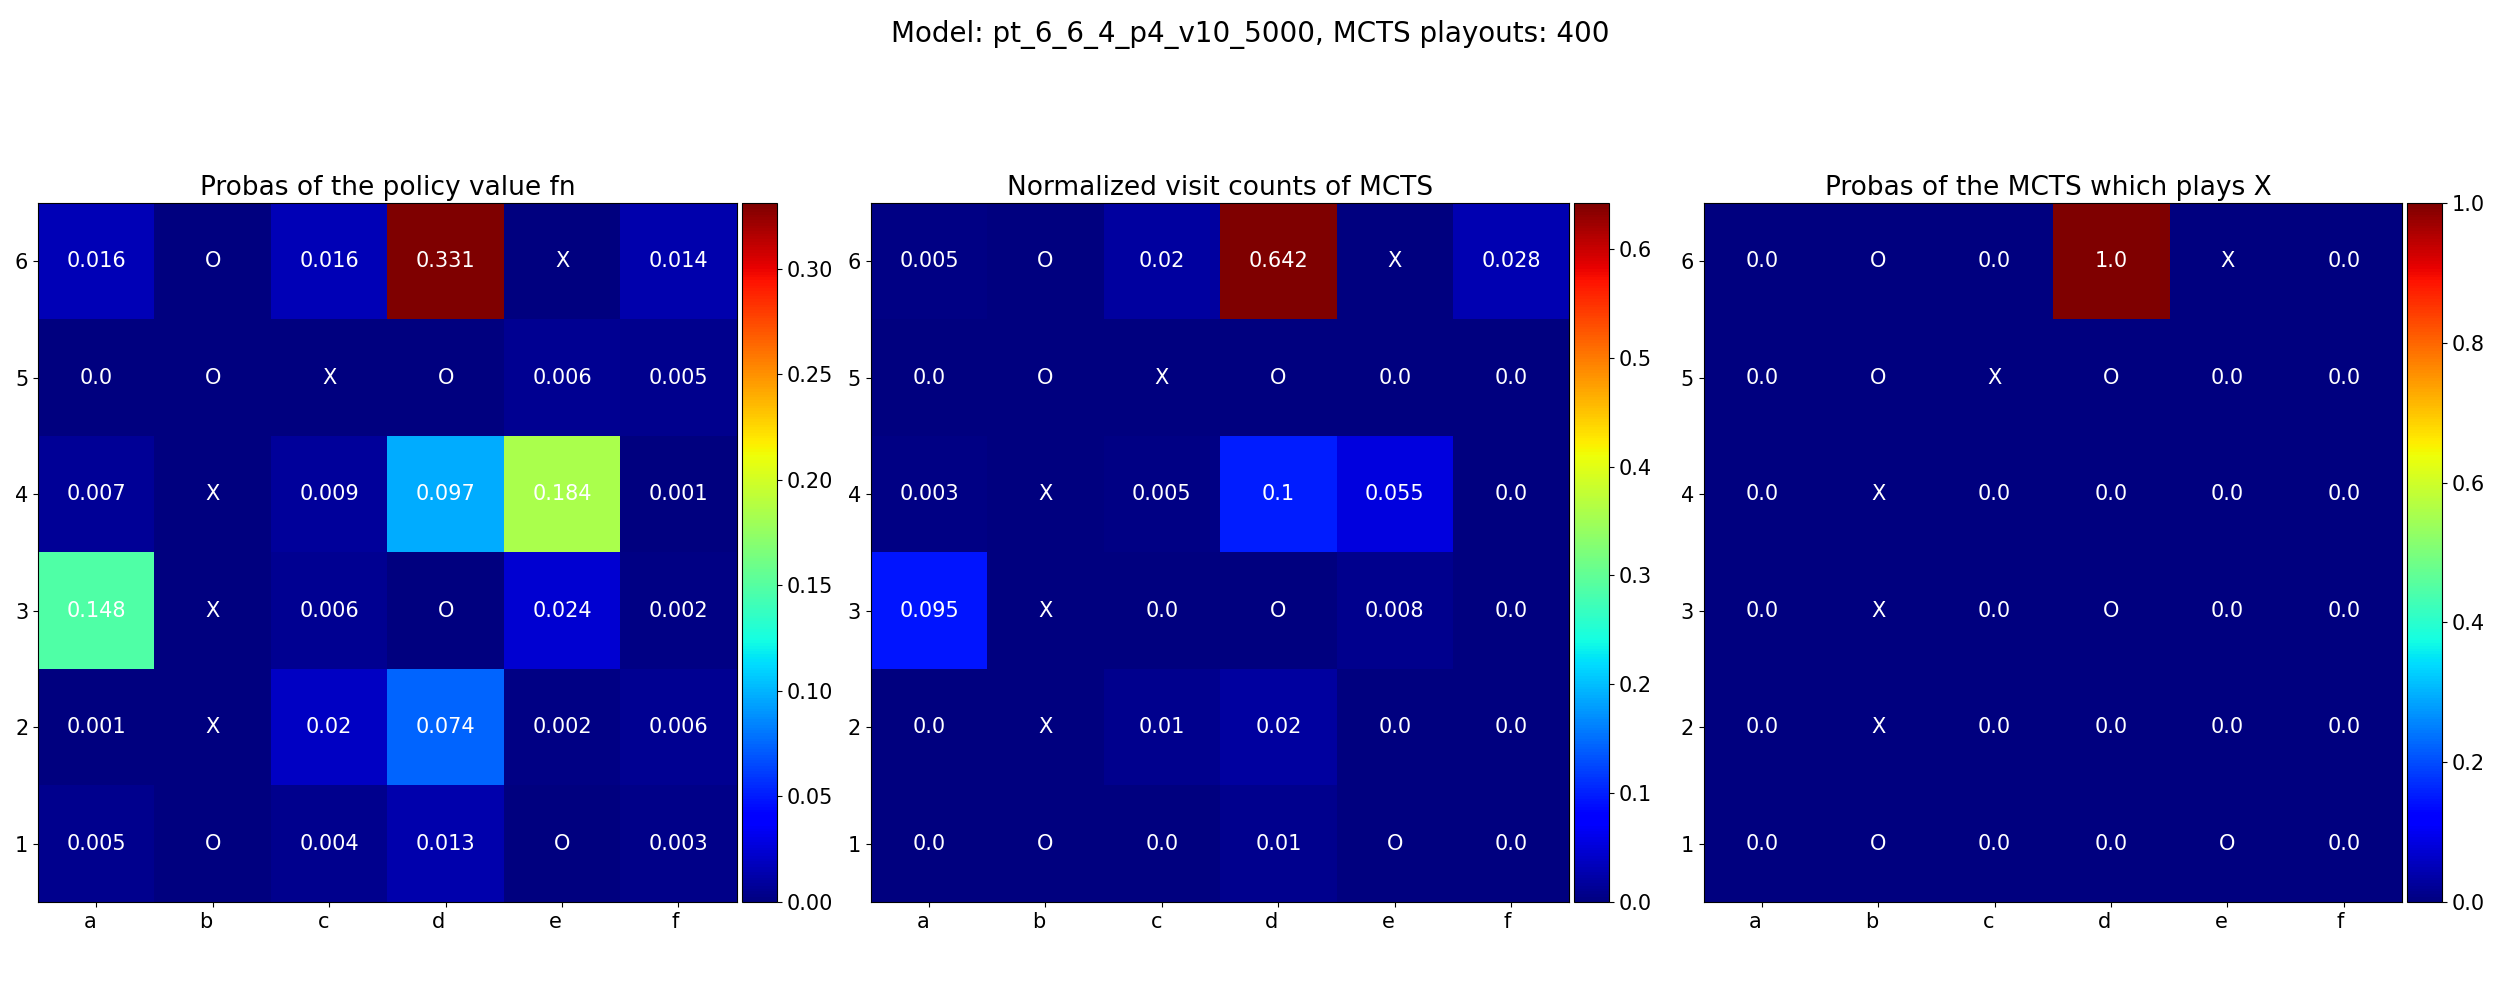 Model: pt_6_6_4_p4_v10_5000, MCTS playouts: 400
Probas of the policy value fn
6 0.016 O 0.016 0.331 X 0.014
5 0.0 O X O 0.006 0.005
4 0.007 X 0.009 0.097 0.184 0.001
3 0.148 X 0.006 O 0.024 0.002
2 0.001 X 0.02 0.074 0.002 0.006
1 0.005 O 0.004 0.013 O 0.003
a b c d e f
0.30
0.25
0.20
0.15
0.10
0.05
0.00
Normalized visit counts of MCTS
6 0.005 O 0.02 0.642 X 0.028
5 0.0 O X O 0.0 0.0
4 0.003 X 0.005 0.1 0.055 0.0
3 0.095 X 0.0 O 0.008 0.0
2 0.0 X 0.01 0.02 0.0 0.0
1 0.0 O 0.0 0.01 O 0.0
a b c d e f
0.6
0.5
0.4
0.3
0.2
0.1
0.0
Probas of the MCTS which plays X
6 0.0 O 0.0 1.0 X 0.0
5 0.0 O X O 0.0 0.0
4 0.0 X 0.0 0.0 0.0 0.0
3 0.0 X 0.0 O 0.0 0.0
2 0.0 X 0.0 0.0 0.0 0.0
1 0.0 O 0.0 0.0 O 0.0
a b c d e f
1.0
0.8
0.6
0.4
0.2
0.0